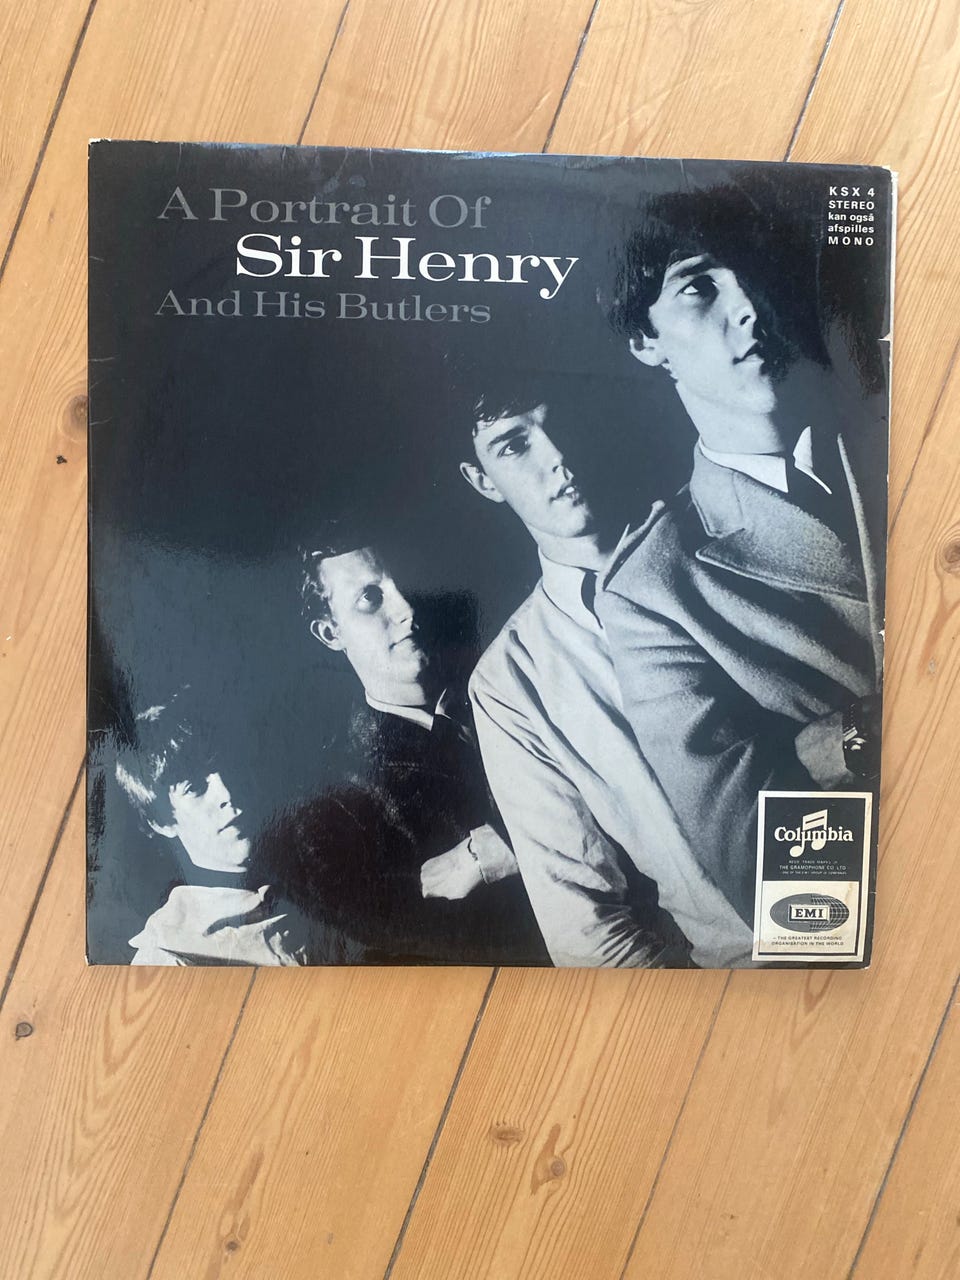 A Portrait Of
Sir Henry
And His Butlers
KSX 4
STEREO
kan også
afspilles
MONO
Columbia
THE GRAMOPHONE CO. LTD
EMI
– THE GREATEST RECORDING
ORGANISATION IN THE WORLD